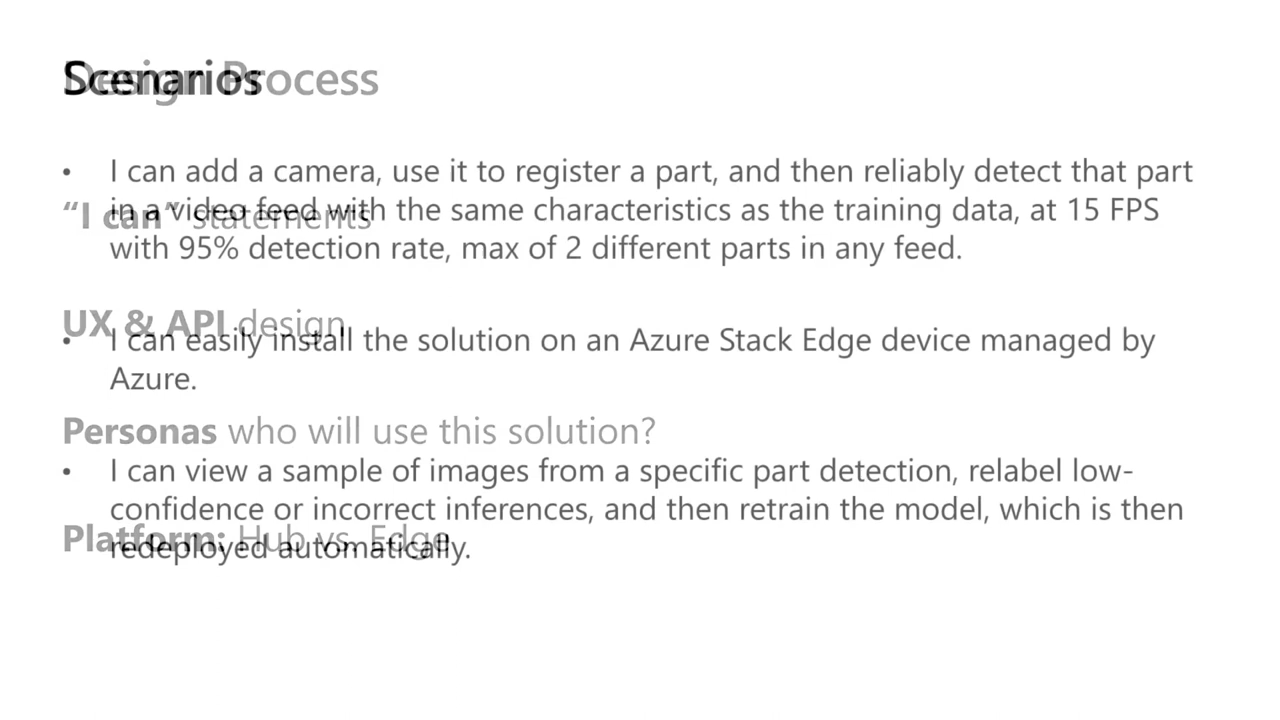 Scenarios
Design Process
• I can add a camera, use it to register a part, and then reliably detect that part
in a video feed with the same characteristics as the training data, at 15 FPS
with 95% detection rate, max of 2 different parts in any feed.
“I can” statements
UX & API design
• I can easily install the solution on an Azure Stack Edge device managed by
Azure.
Personas who will use this solution?
• I can view a sample of images from a specific part detection, relabel low-
confidence or incorrect inferences, and then retrain the model, which is then
redeployed automatically.
Platform: Hub vs. Edge